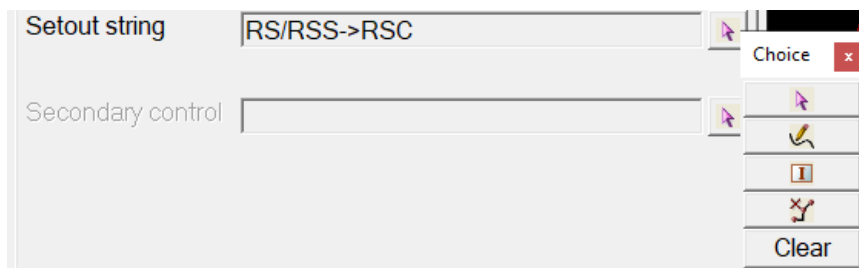 Setout string
RS/RSS->RSC
Choice
x
Secondary control
I
Clear